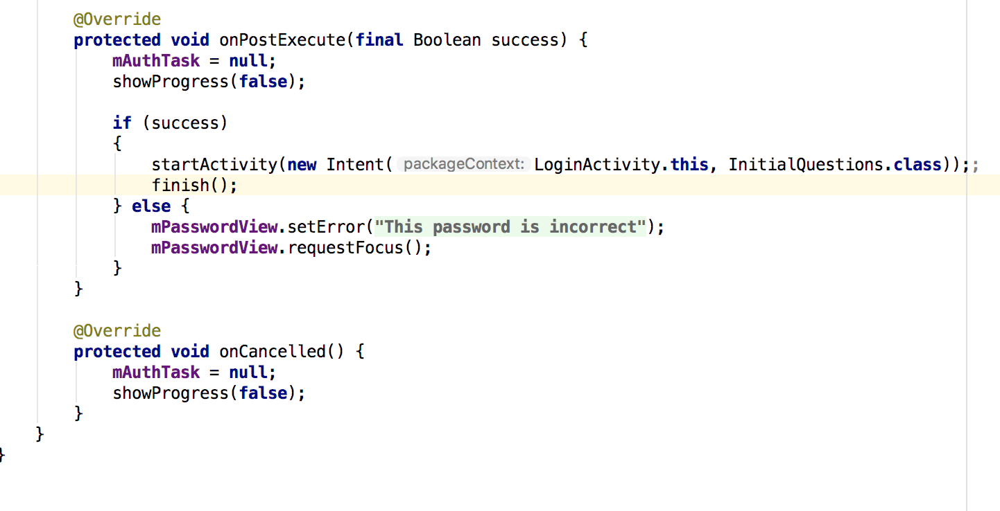 @Override
protected void onPostExecute(final Boolean success) {
mAuthTask = null;
showProgress(false);
if (success)
{
startActivity(new Intent( packageContext: LoginActivity.this, InitialQuestions.class));;
finish();
} else {
mPasswordView.setError("This password is incorrect");
mPasswordView.requestFocus();
}
}
@Override
protected void onCancelled() {
mAuthTask = null;
showProgress(false);
}
}
}